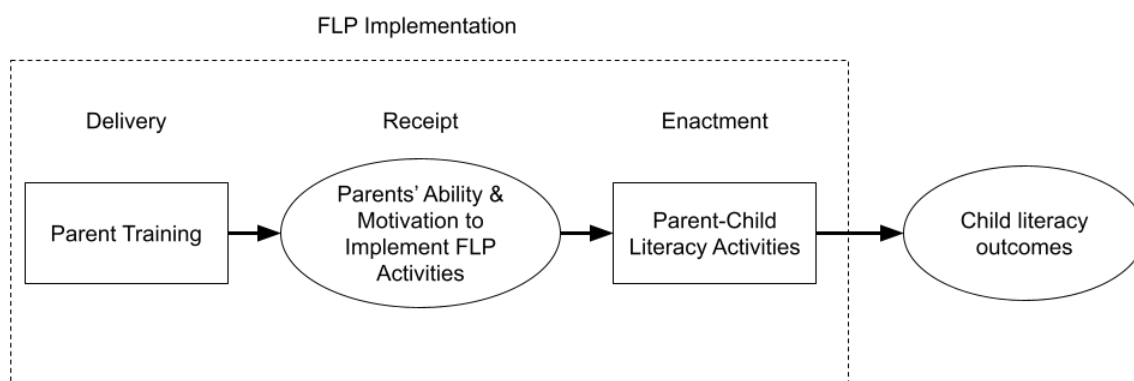 FLP Implementation
Delivery
Receipt
Enactment
Parent Training
Parents’ Ability &
Motivation to
Implement FLP
Activities
Parent-Child
Literacy Activities
Child literacy
outcomes